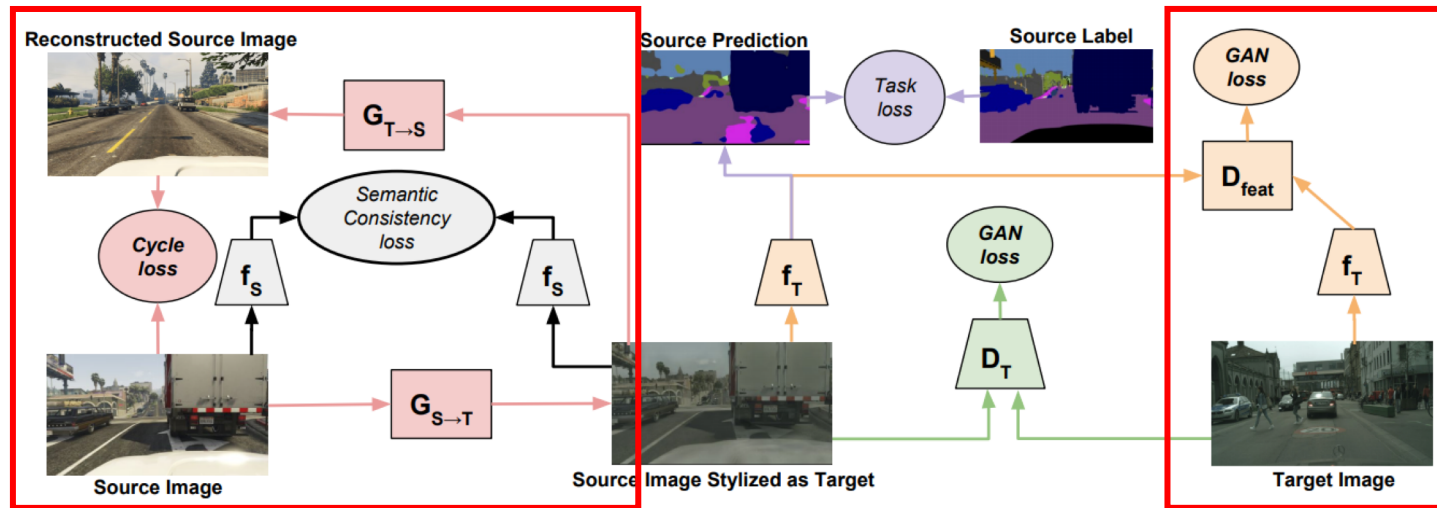 Reconstructed Source Image
Source Prediction
Source Label
GAN
loss
Task
loss
G_T→S
D_feat
Semantic
Consistency
loss
Cycle
loss
f_S
f_S
f_T
GAN
loss
f_T
D_T
G_S→T
Source Image
Source Image Stylized as Target
Target Image